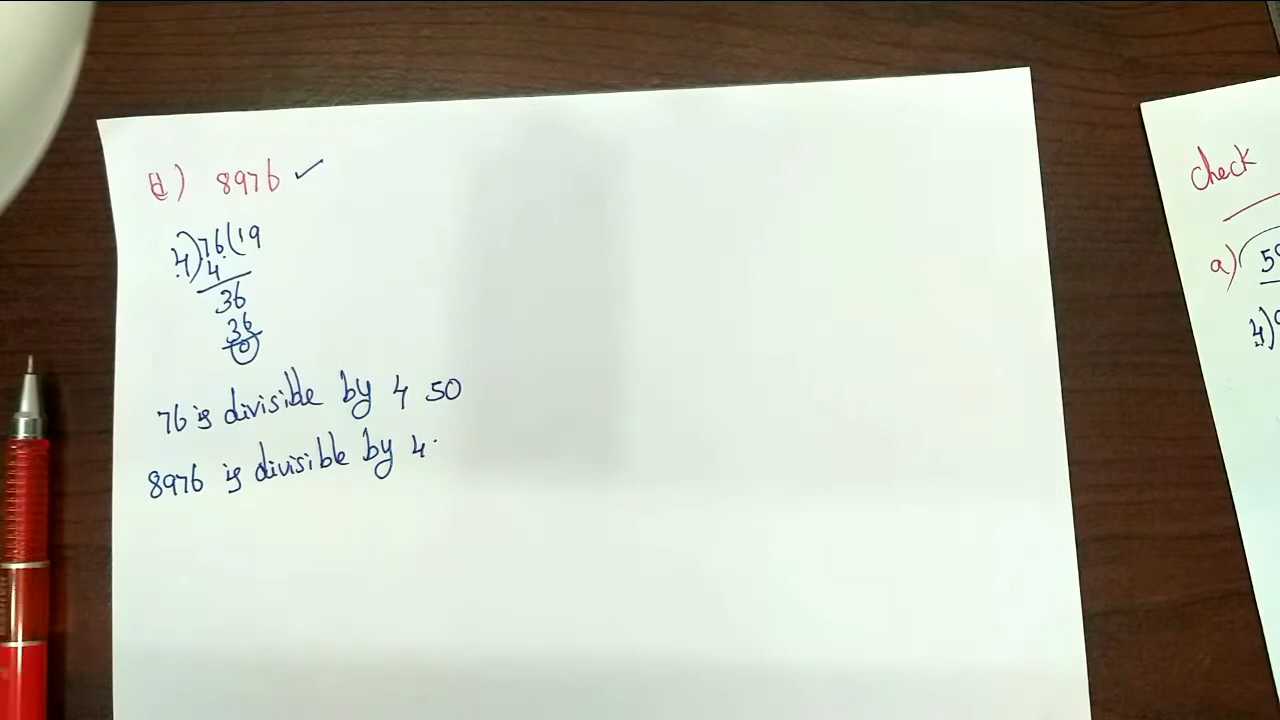 d) 8976 ✓
4)76(19
4
36
36
0
76 is divisible by 4 so
8976 is divisible by 4.
check
a)
4)